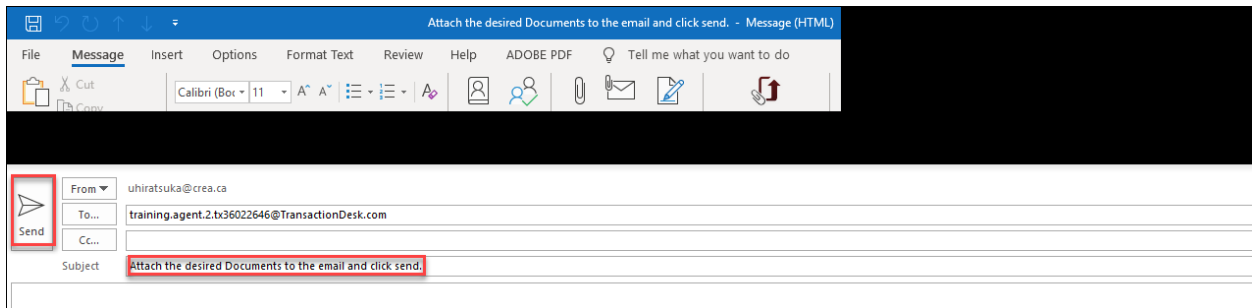 Attach the desired Documents to the email and click send. - Message (HTML)
File Message Insert Options Format Text Review Help ADOBE PDF Tell me what you want to do
Cut
Calibri (Boc 11
Copy
From uhiratsuka@crea.ca
To... training.agent.2.tx36022646@TransactionDesk.com
Send
Cc...
Subject Attach the desired Documents to the email and click send.